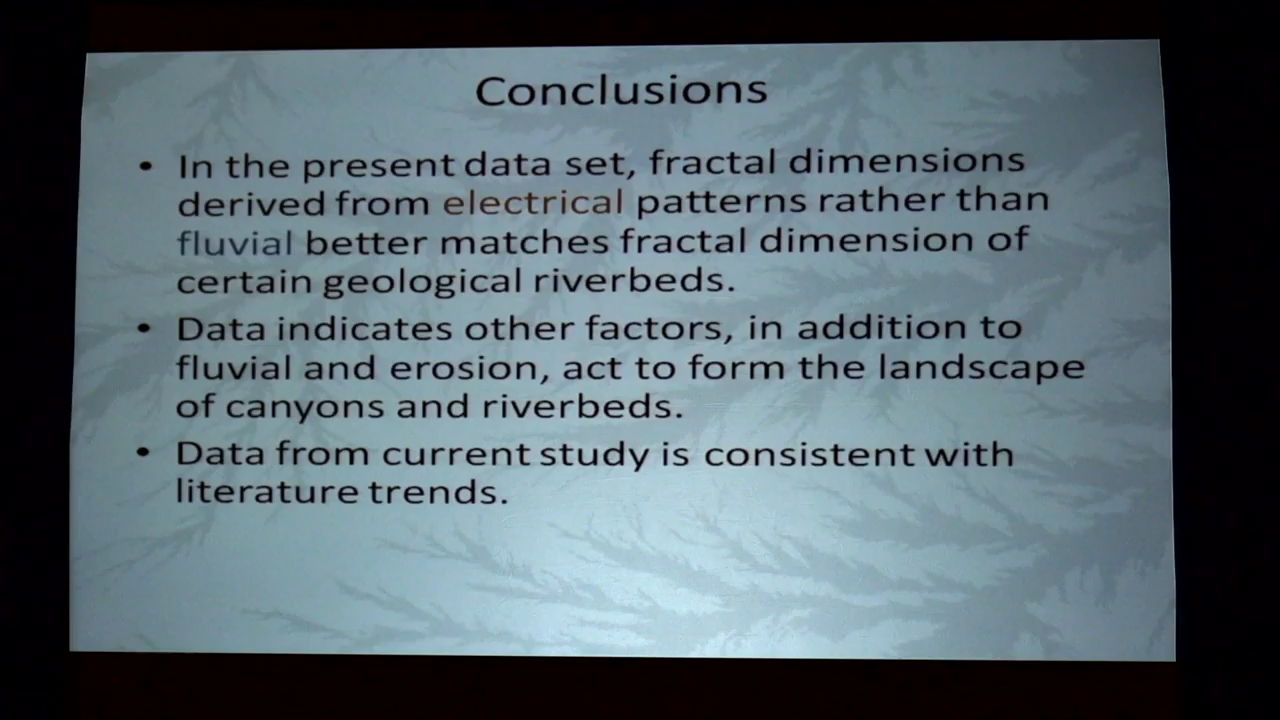 Conclusions
• In the present data set, fractal dimensions
derived from electrical patterns rather than
fluvial better matches fractal dimension of
certain geological riverbeds.
• Data indicates other factors, in addition to
fluvial and erosion, act to form the landscape
of canyons and riverbeds.
• Data from current study is consistent with
literature trends.